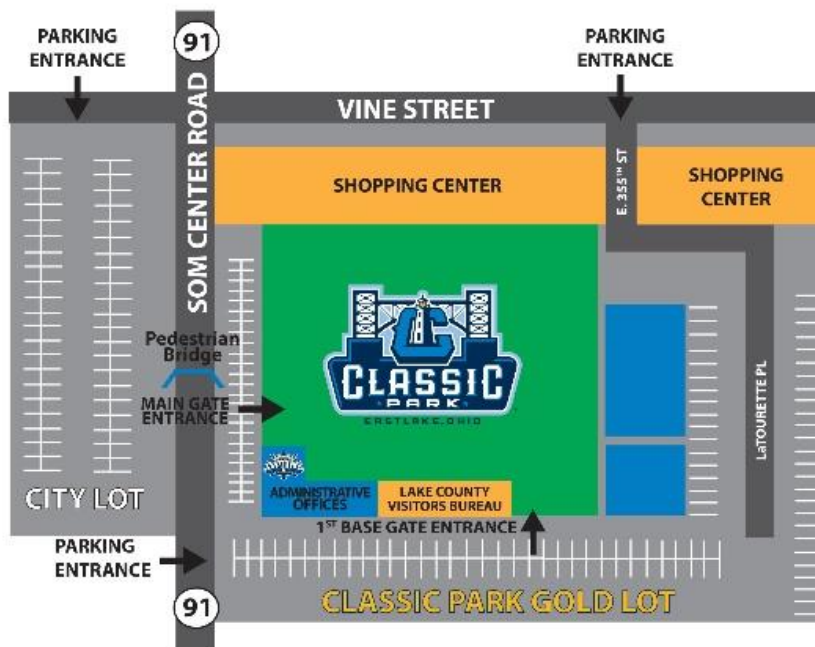 PARKING
ENTRANCE
91
PARKING
ENTRANCE
VINE STREET
SOM CENTER ROAD
SHOPPING CENTER
E. 355TH ST
SHOPPING
CENTER
C
CLASSIC
PARK
EASTLAKE, OHIO
Pedestrian
Bridge
MAIN GATE
ENTRANCE
LaTOURETTE PL
CITY LOT
ADMINISTRATIVE
OFFICES
LAKE COUNTY
VISITORS BUREAU
1ST BASE GATE ENTRANCE
PARKING
ENTRANCE
91
CLASSIC PARK GOLD LOT